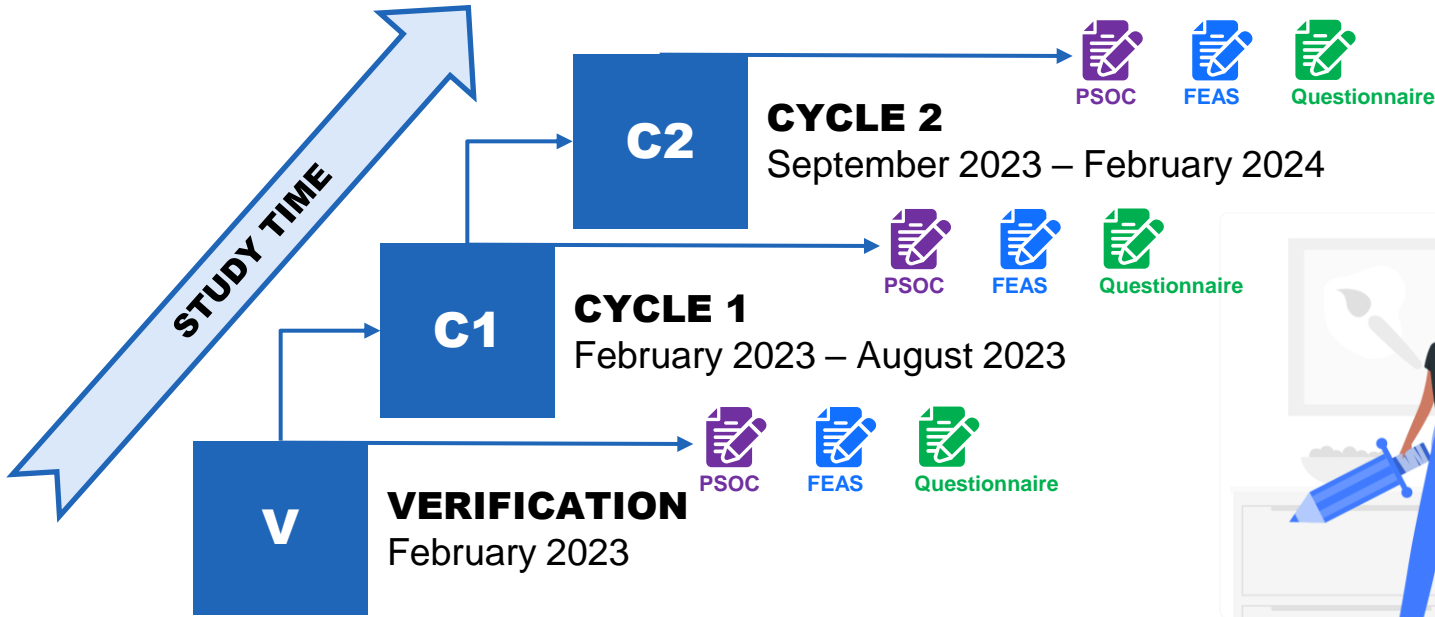 PSOC
FEAS
Questionnaire
C2
CYCLE 2
September 2023 – February 2024
STUDY TIME
PSOC
FEAS
Questionnaire
C1
CYCLE 1
February 2023 – August 2023
PSOC
FEAS
Questionnaire
V
VERIFICATION
February 2023